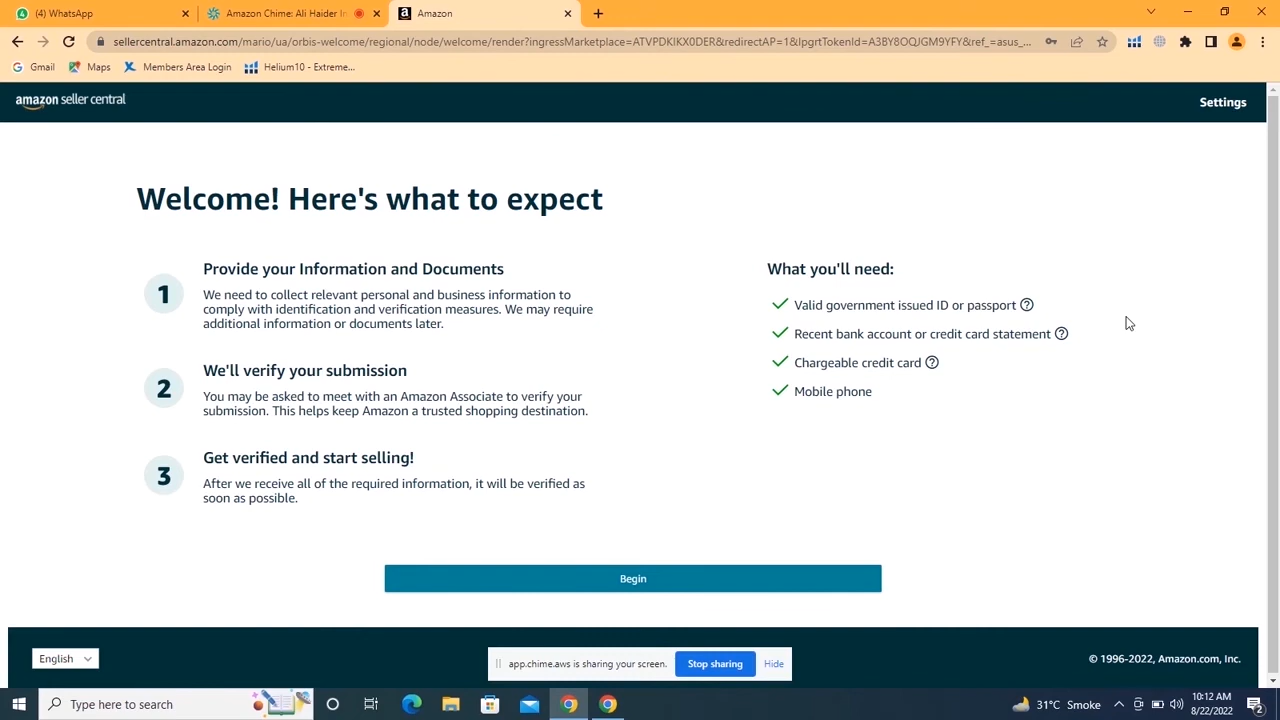 (4) WhatsApp
Amazon Chime: Ali Haider I
Amazon
sellercentral.amazon.com/mario/ua/orbis-welcome/regional/node/welcome/render?ingressMarketplace=ATVPDKIKX0DER&redirectAP=1&lpgrtTokenId=A3BY8OQJGM9YFY&ref_=asus_...
Gmail
Maps
Members Area Login
Helium10 - Extreme...
amazon seller central
Settings
Welcome! Here's what to expect
1
Provide your Information and Documents
We need to collect relevant personal and business information to
comply with identification and verification measures. We may require
additional information or documents later.
2
We'll verify your submission
You may be asked to meet with an Amazon Associate to verify your
submission. This helps keep Amazon a trusted shopping destination.
3
Get verified and start selling!
After we receive all of the required information, it will be verified as
soon as possible.
What you'll need:
Valid government issued ID or passport
Recent bank account or credit card statement
Chargeable credit card
Mobile phone
Begin
English
app.chime.aws is sharing your screen.
Stop sharing
Hide
© 1996-2022, Amazon.com, Inc.
Type here to search
31°C Smoke
10:12 AM
8/22/2022
2